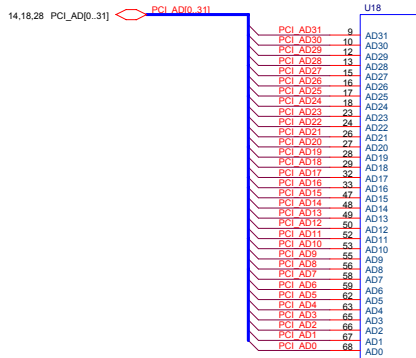 U18
14,18,28 PCI_AD[0..31] PCI_AD[0..31]
PCI_AD31 9 AD31
PCI_AD30 10 AD30
PCI_AD29 12 AD29
PCI_AD28 13 AD28
PCI_AD27 15 AD27
PCI_AD26 16 AD26
PCI_AD25 17 AD25
PCI_AD24 18 AD24
PCI_AD23 23 AD23
PCI_AD22 24 AD22
PCI_AD21 26 AD21
PCI_AD20 27 AD20
PCI_AD19 28 AD19
PCI_AD18 29 AD18
PCI_AD17 32 AD17
PCI_AD16 33 AD16
PCI_AD15 47 AD15
PCI_AD14 48 AD14
PCI_AD13 49 AD13
PCI_AD12 50 AD12
PCI_AD11 52 AD11
PCI_AD10 53 AD10
PCI_AD9 55 AD9
PCI_AD8 56 AD8
PCI_AD7 58 AD7
PCI_AD6 59 AD6
PCI_AD5 62 AD5
PCI_AD4 63 AD4
PCI_AD3 65 AD3
PCI_AD2 66 AD2
PCI_AD1 67 AD1
PCI_AD0 68 AD0